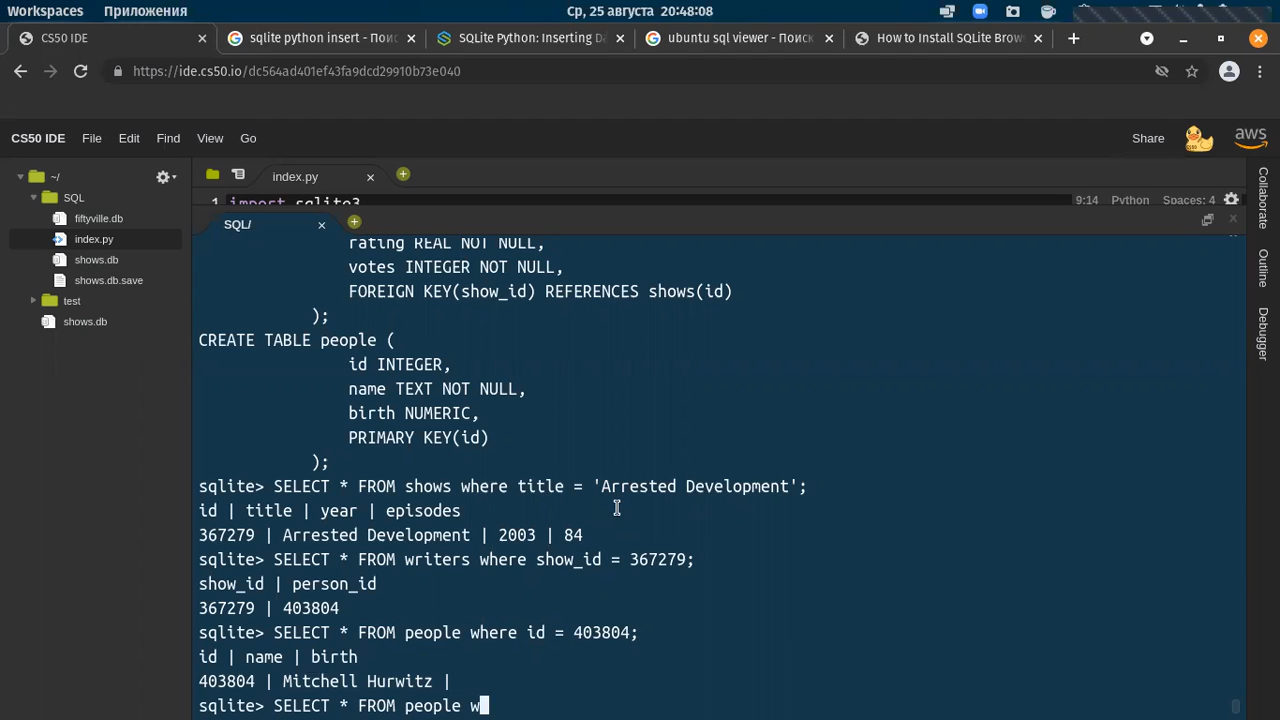 Workspaces Приложения Ср, 25 августа 20:48:08
CS50 IDE sqlite python insert - Пои SQLite Python: Inserting Da ubuntu sql viewer - Поиск How to Install SQLite Brow
https://ide.cs50.io/dc564ad401ef43fa9dcd29910b73e040
CS50 IDE File Edit Find View Go Share aws
~/
SQL
fiftyville.db
index.py
shows.db
shows.db.save
test
shows.db
index.py
1 import sqlite3
9:14 Python Spaces: 4
SQL/
rating REAL NOT NULL,
votes INTEGER NOT NULL,
FOREIGN KEY(show_id) REFERENCES shows(id)
);
CREATE TABLE people (
id INTEGER,
name TEXT NOT NULL,
birth NUMERIC,
PRIMARY KEY(id)
);
sqlite> SELECT * FROM shows where title = 'Arrested Development';
id | title | year | episodes
367279 | Arrested Development | 2003 | 84
sqlite> SELECT * FROM writers where show_id = 367279;
show_id | person_id
367279 | 403804
sqlite> SELECT * FROM people where id = 403804;
id | name | birth
403804 | Mitchell Hurwitz |
sqlite> SELECT * FROM people w
Collaborate
Outline
Debugger